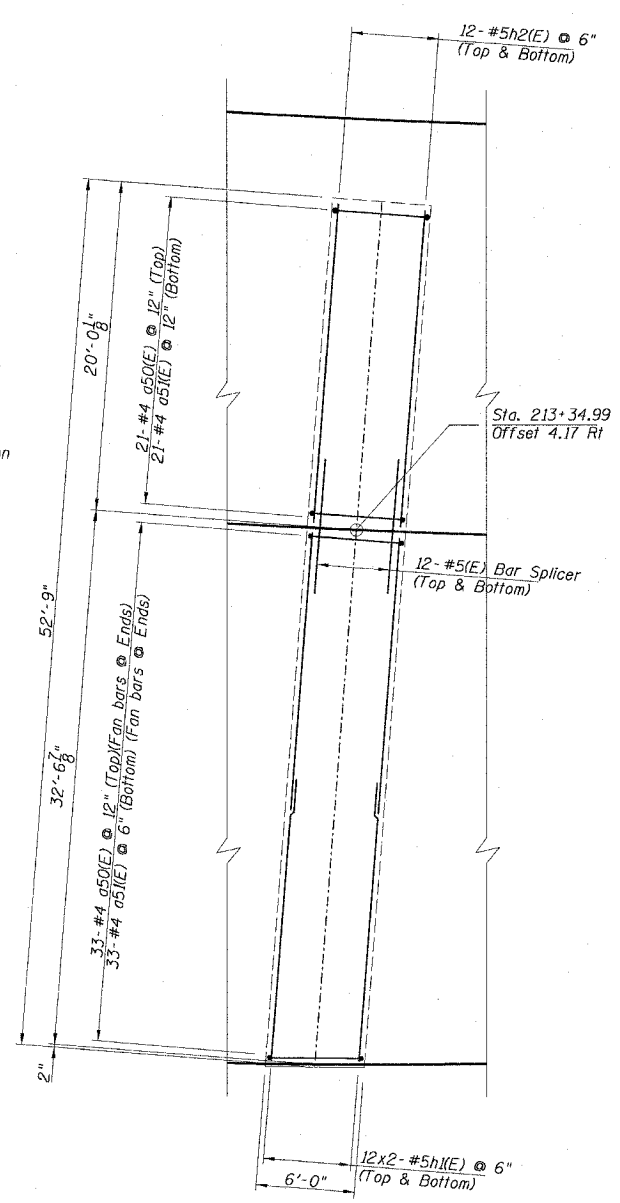 12-#5h2(E) @ 6"
(Top & Bottom)
20'-0 1/8"
21-#4 a50(E) @ 12" (Top)
21-#4 a51(E) @ 12" (Bottom)
Sta. 213+34.99
Offset 4.17 Rt
12-#5(E) Bar Splicer
(Top & Bottom)
52'-9"
32'-6 7/8"
33-#4 a50(E) @ 12" (Top)(Fan bars @ Ends)
33-#4 a51(E) @ 6" (Bottom) (Fan bars @ Ends)
2"
12x2-#5h1(E) @ 6"
(Top & Bottom)
6'-0"